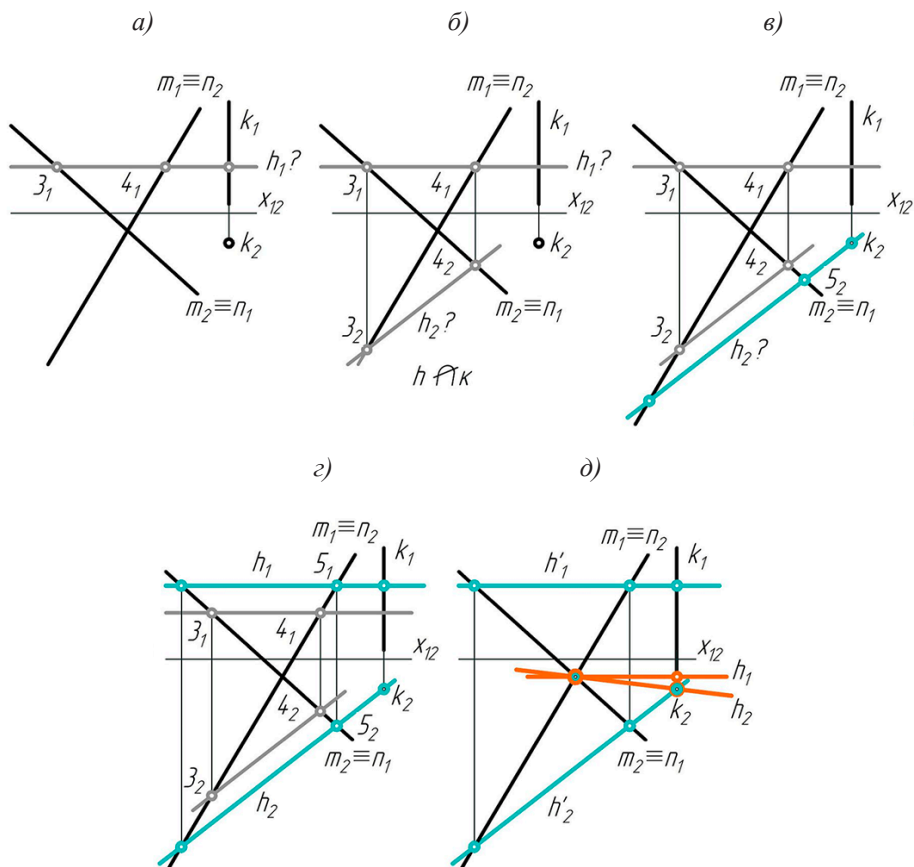 а) б) в)
m₁≡n₂ m₁≡n₂ m₁≡n₂
k₁ k₁ k₁
h₁? h₁?
3₁ 4₁ 3₁ 4₁ 3₁ 4₁
x₁₂ x₁₂ x₁₂
k₂ k₂ k₂
4₂ 4₂ 5₂
m₂≡n₁ m₂≡n₁ m₂≡n₁
3₂ h₂? 3₂ h₂?
h ⋂ к
г) д)
m₁≡n₂ m₁≡n₂
h₁ 5₁ k₁ h′₁ k₁
3₁ 4₁
x₁₂ x₁₂
h₁
4₂ k₂ k₂ h₂
5₂
m₂≡n₁ m₂≡n₁
3₂
h₂ h′₂